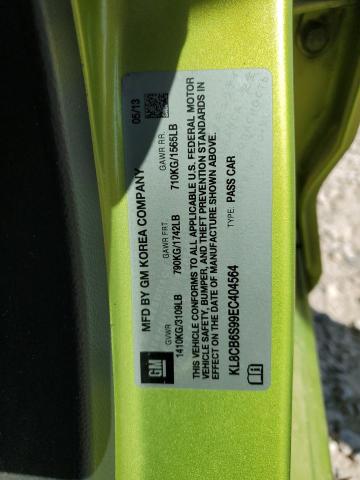 MFD BY GM KOREA COMPANY 05/13
GVWR GAWR FRT GAWR RR.
1410KG/3109LB 790KG/1742LB 710KG/1565LB
THIS VEHICLE CONFORMS TO ALL APPLICABLE U.S. FEDERAL MOTOR
VEHICLE SAFETY, BUMPER, AND THEFT PREVENTION STANDARDS IN
EFFECT ON THE DATE OF MANUFACTURE SHOWN ABOVE.
TYPE: PASS CAR
KL8CB6S99EC404564
GM